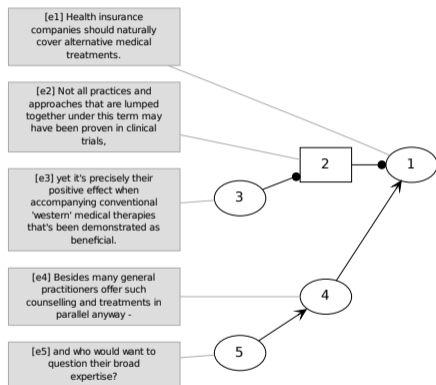 [e1] Health insurance
companies should naturally
cover alternative medical
treatments.
[e2] Not all practices and
approaches that are lumped
together under this term may
have been proven in clinical
trials,
[e3] yet it's precisely their
positive effect when
accompanying conventional
'western' medical therapies
that's been demonstrated as
beneficial.
[e4] Besides many general
practitioners offer such
counselling and treatments in
parallel anyway -
[e5] and who would want to
question their broad
expertise?
1
2
3
4
5